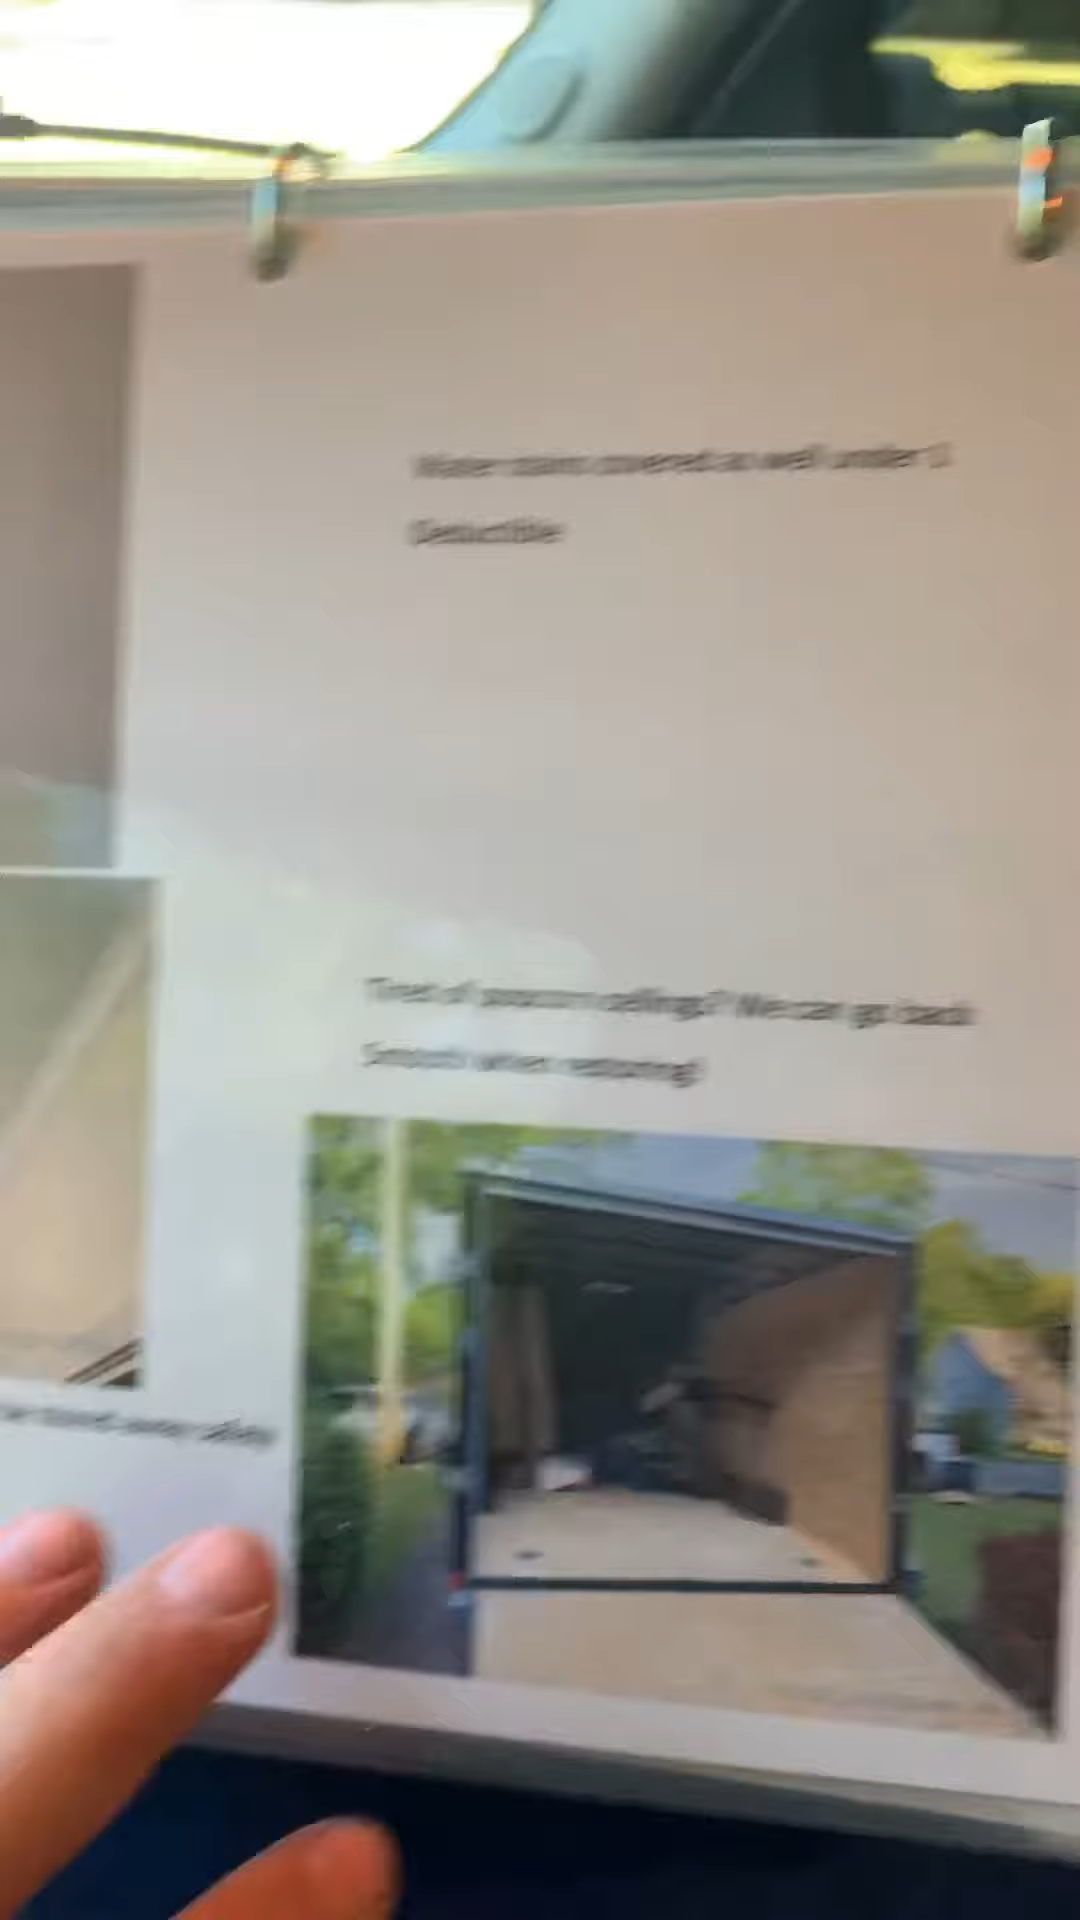 Water stains covered as well under 1
Deductible
Tired of popcorn ceilings? We can go back
Smooth when restoring!